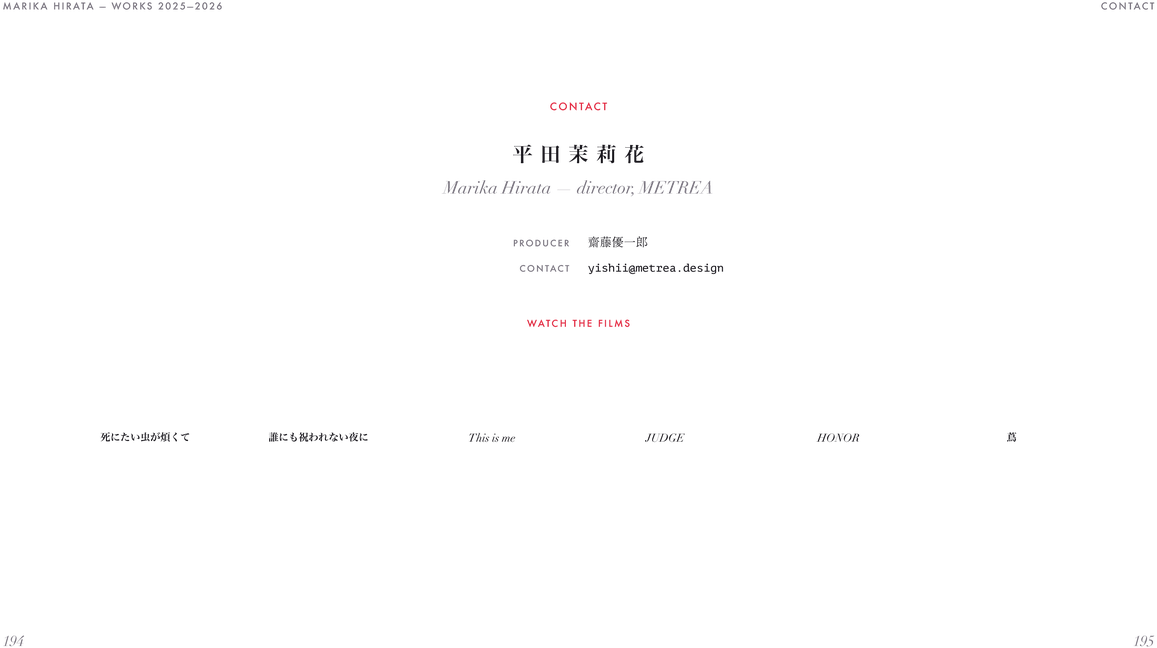 MARIKA HIRATA – WORKS 2025–2026
CONTACT
CONTACT
平田茉莉花
Marika Hirata — director, METREA
PRODUCER 齋藤優一郎
CONTACT yishii@metrea.design
WATCH THE FILMS
死にたい虫が煩くて
誰にも祝われない夜に
This is me
JUDGE
HONOR
蔦
194
195